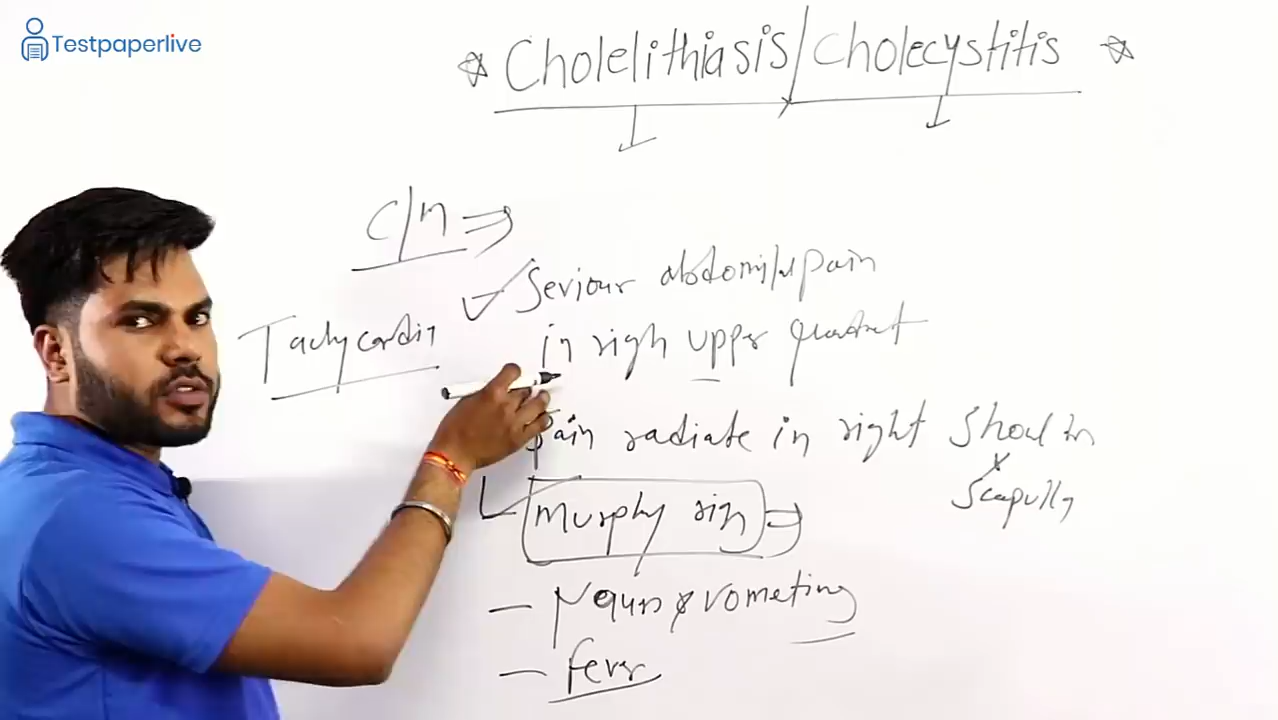 Testpaperlive
Cholelithiasis/Cholecystitis
C/M
Seviour abdominal pain
in righ upper quadrant
Tachycardia
Pain radiate in right Shoulder
Scapulla
Murphy sign
Nausea & vometing
fever